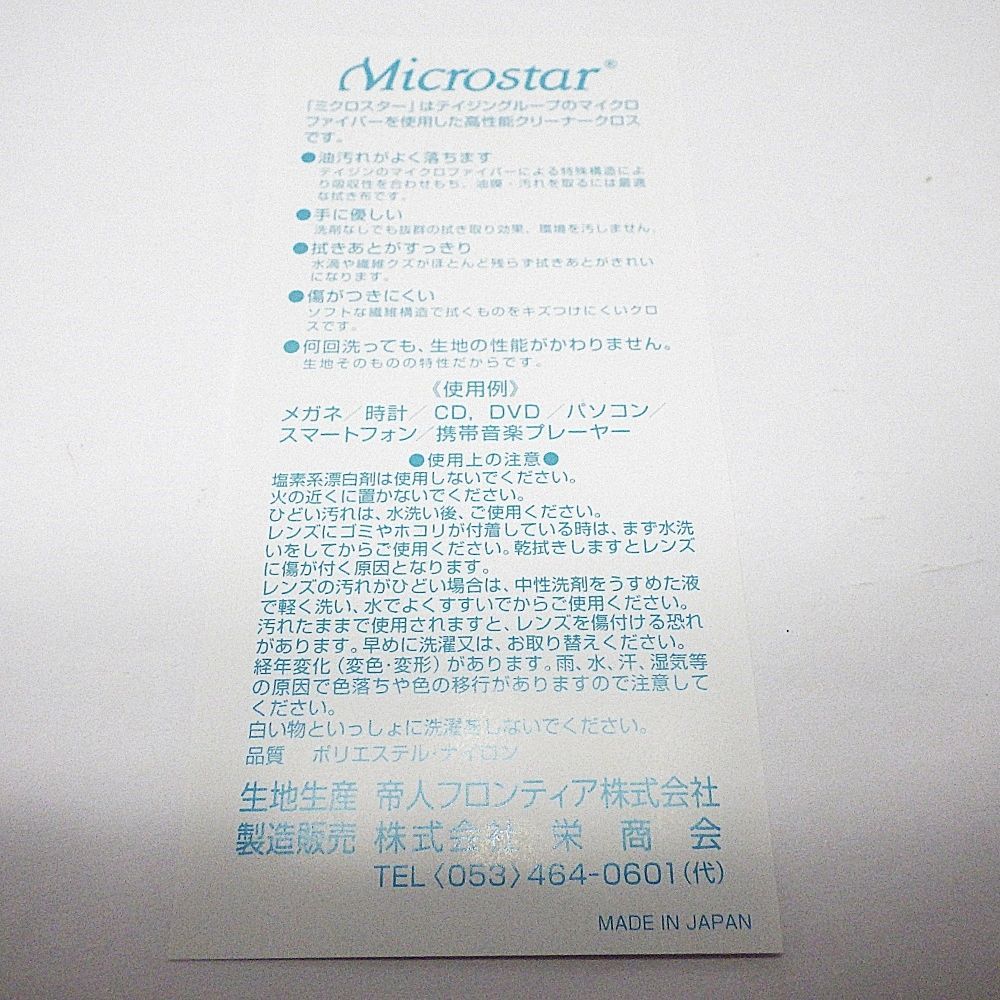 Microstar®
「ミクロスター」はテイジングループのマイクロ
ファイバーを使用した高性能クリーナークロス
です。
●油汚れがよく落ちます
テイジンのマイクロファイバーによる特殊構造によ
り吸収性を合わせもち、油膜・汚れを取るには最適
な拭き布です。
●手に優しい
洗剤なしでも抜群の拭き取り効果、環境を汚しません。
●拭きあとがすっきり
水滴や繊維クズがほとんど残らず拭きあとがきれい
になります。
●傷がつきにくい
ソフトな繊維構造で拭くものをキズつけにくいクロ
スです。
●何回洗っても、生地の性能がかわりません。
生地そのものの特性だからです。
《使用例》
メガネ／時計／CD，DVD／パソコン／
スマートフォン／携帯音楽プレーヤー
●使用上の注意●
塩素系漂白剤は使用しないでください。
火の近くに置かないでください。
ひどい汚れは、水洗い後、ご使用ください。
レンズにゴミやホコリが付着している時は、まず水洗
いをしてからご使用ください。乾拭きしますとレンズ
に傷が付く原因となります。
レンズの汚れがひどい場合は、中性洗剤をうすめた液
で軽く洗い、水でよくすすいでからご使用ください。
汚れたままで使用されますと、レンズを傷付ける恐れ
があります。早めに洗濯又は、お取り替えください。
経年変化（変色・変形）があります。雨、水、汗、湿気等
の原因で色落ちや色の移行がありますので注意して
ください。
白い物といっしょに洗濯をしないでください。
品質　ポリエステル・ナイロン
生地生産 帝人フロンティア株式会社
製造販売 株式会社 栄 商 会
TEL〈053〉464-0601（代）
MADE IN JAPAN